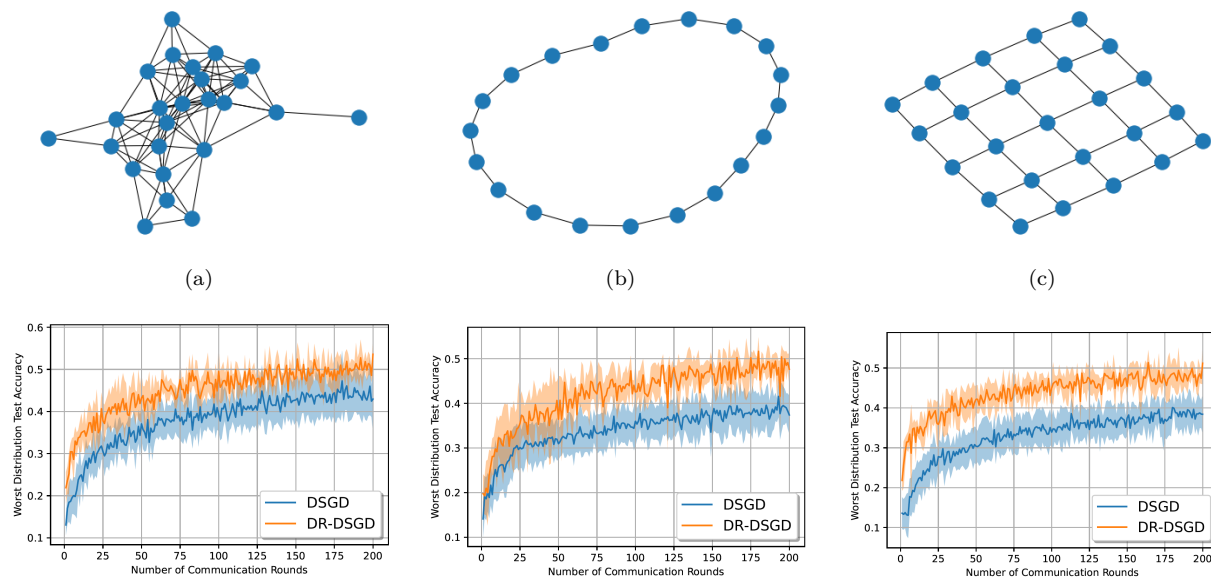 (a)
(b)
(c)
Worst Distribution Test Accuracy
0.6
0.5
0.4
0.3
0.2
0.1
DSGD
DR-DSGD
0 25 50 75 100 125 150 175 200
Number of Communication Rounds
Worst Distribution Test Accuracy
0.5
0.4
0.3
0.2
0.1
DSGD
DR-DSGD
0 25 50 75 100 125 150 175 200
Number of Communication Rounds
Worst Distribution Test Accuracy
0.5
0.4
0.3
0.2
0.1
DSGD
DR-DSGD
0 25 50 75 100 125 150 175 200
Number of Communication Rounds